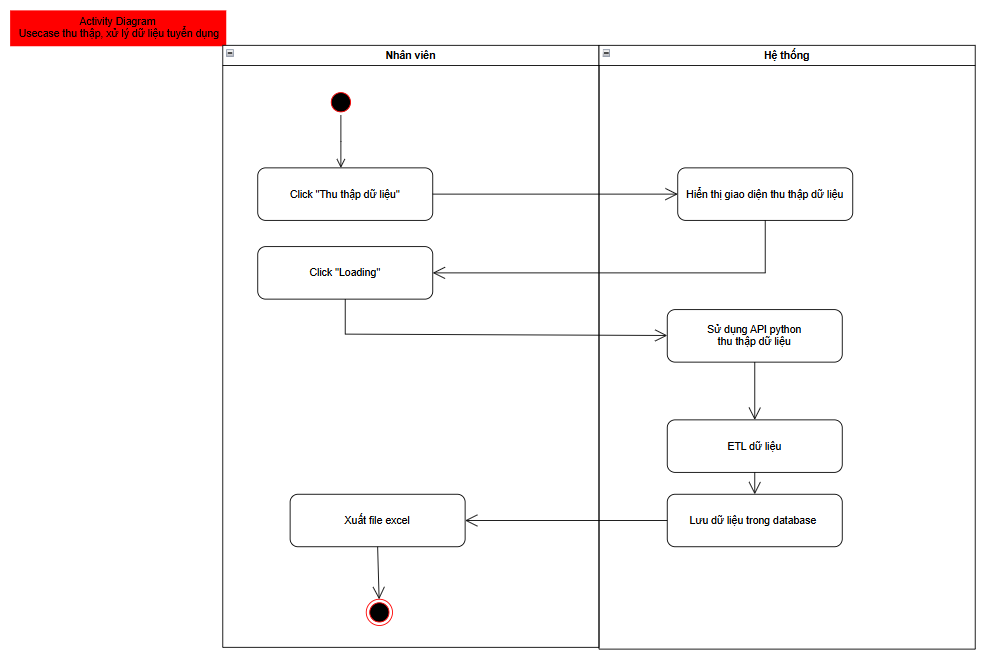 Activity Diagram
Usecase thu thập, xử lý dữ liệu tuyển dụng
Nhân viên
Hệ thống
Click "Thu thập dữ liệu"
Hiển thị giao diện thu thập dữ liệu
Click "Loading"
Sử dụng API python
thu thập dữ liệu
ETL dữ liệu
Xuất file excel
Lưu dữ liệu trong database